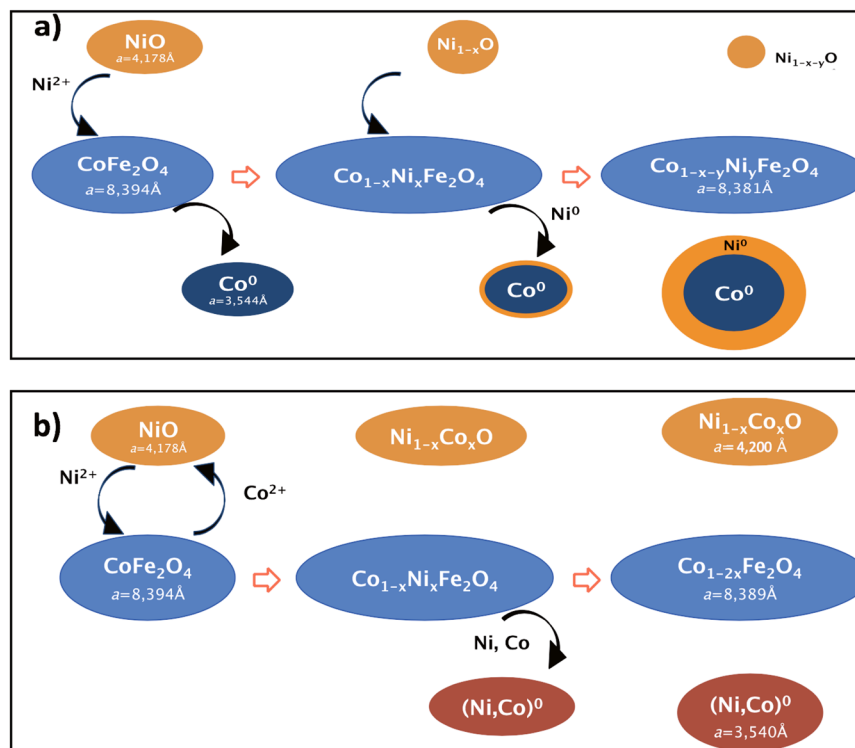 a)
NiO
a=4,178Å
Ni1-xO
Ni1-x-yO
Ni2+
CoFe2O4
a=8,394Å
Co1-xNixFe2O4
Co1-x-yNiyFe2O4
a=8,381Å
Ni0
Co0
a=3,544Å
Co0
Ni0
Co0
b)
NiO
a=4,178Å
Ni1-xCoxO
Ni1-xCoxO
a=4,200 Å
Ni2+
Co2+
CoFe2O4
a=8,394Å
Co1-xNixFe2O4
Co1-2xFe2O4
a=8,389Å
Ni, Co
(Ni,Co)0
(Ni,Co)0
a=3,540Å